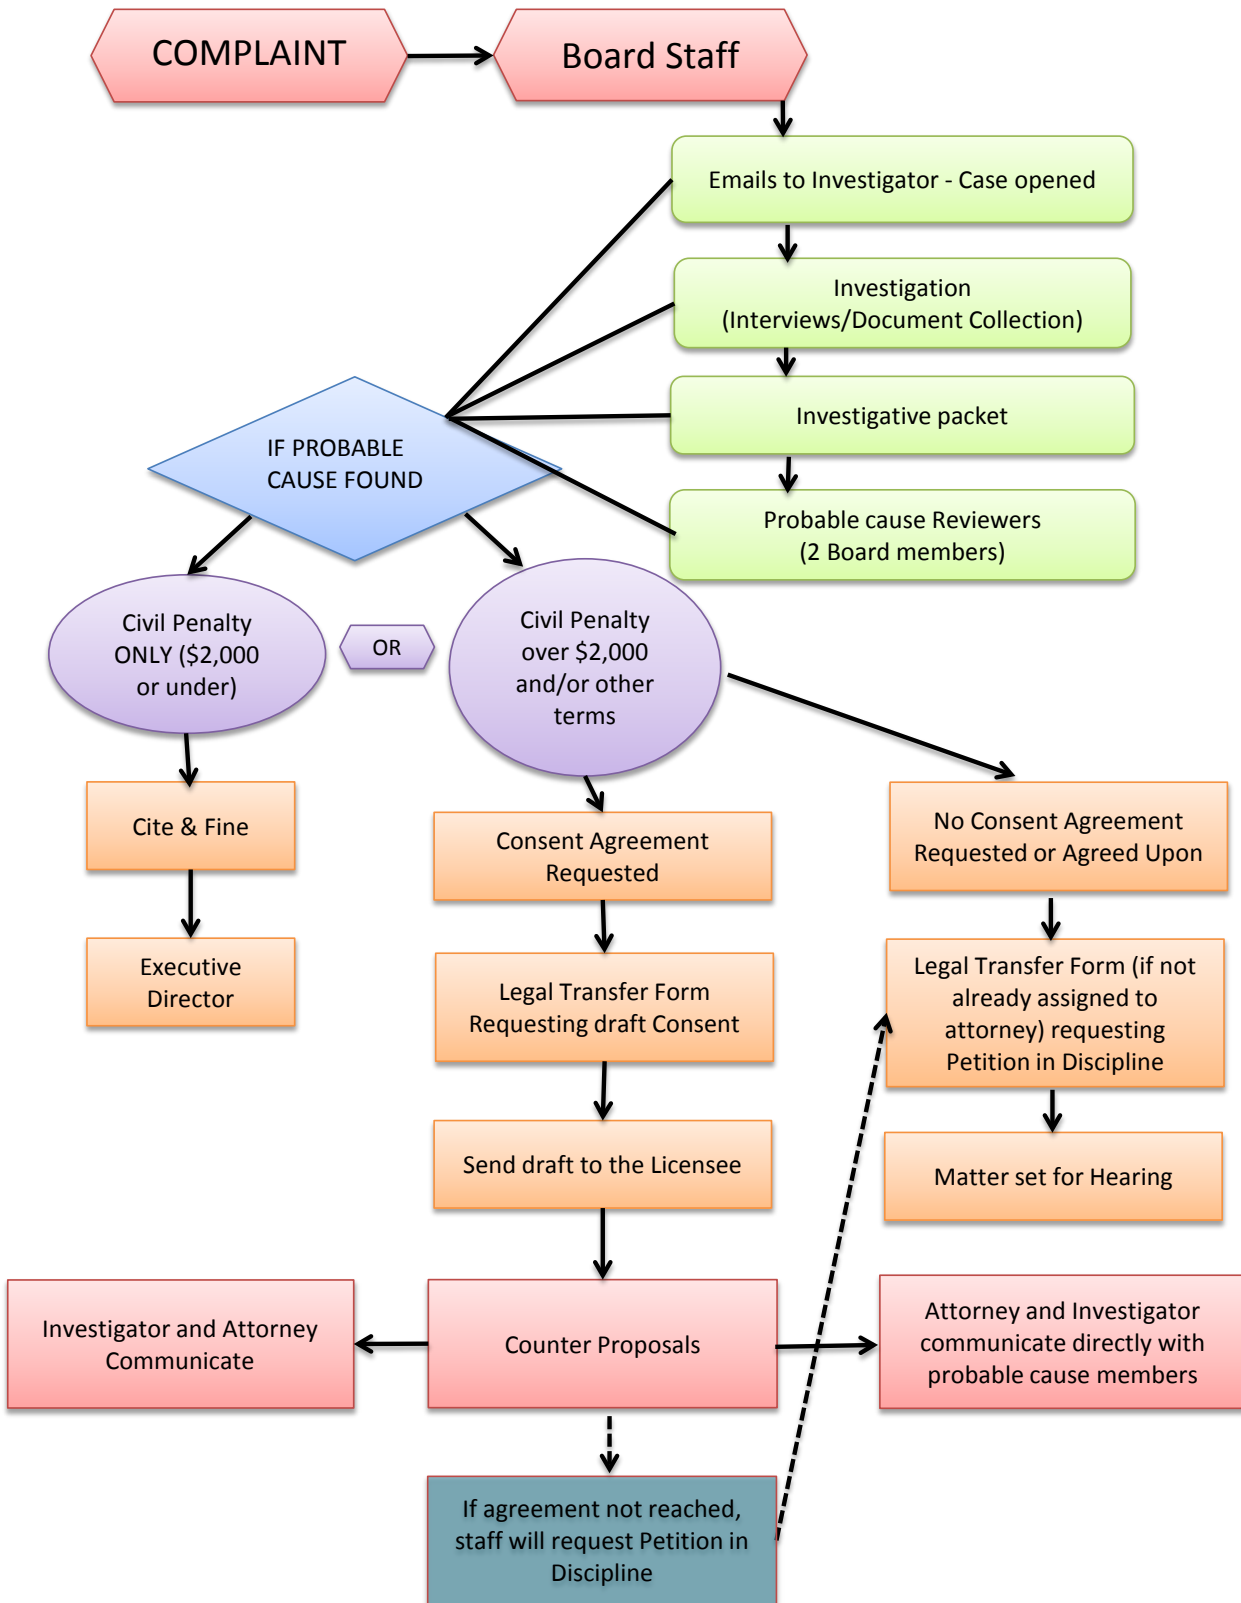 COMPLAINT
Board Staff
Emails to Investigator - Case opened
Investigation
(Interviews/Document Collection)
Investigative packet
IF PROBABLE
CAUSE FOUND
Probable cause Reviewers
(2 Board members)
Civil Penalty
ONLY ($2,000
or under)
OR
Civil Penalty
over $2,000
and/or other
terms
Cite & Fine
Executive
Director
Consent Agreement
Requested
Legal Transfer Form
Requesting draft Consent
Send draft to the Licensee
No Consent Agreement
Requested or Agreed Upon
Legal Transfer Form (if not
already assigned to
attorney) requesting
Petition in Discipline
Matter set for Hearing
Investigator and Attorney
Communicate
Counter Proposals
Attorney and Investigator
communicate directly with
probable cause members
If agreement not reached,
staff will request Petition in
Discipline